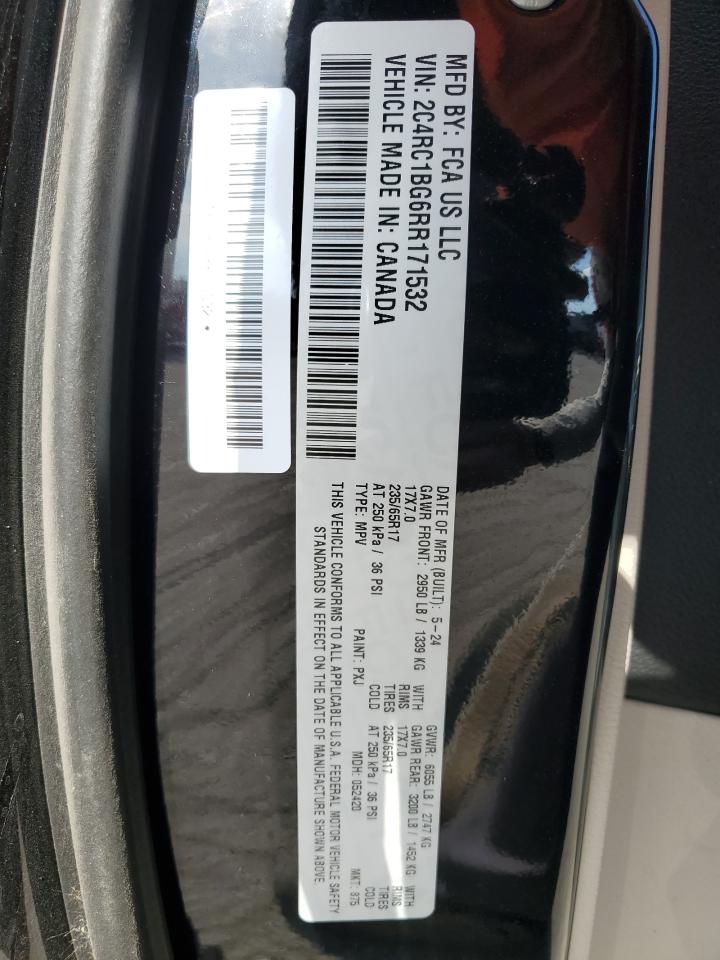 MFD BY: FCA US LLC
VIN: 2C4RC1BG6RR171532
VEHICLE MADE IN: CANADA
DATE OF MFR (BUILT): 5-24 GVWR: 6055 LB / 2747 KG
GAWR FRONT: 2950 LB / 1339 KG WITH GAWR REAR: 3200 LB / 1452 KG WITH
17X7.0 RIMS 17X7.0 RIMS
235/65R17 TIRES 235/65R17 TIRES
AT 250 kPa / 36 PSI COLD AT 250 kPa / 36 PSI COLD
TYPE: MPV PAINT: PXJ MDH: 052420 MKT: 875
THIS VEHICLE CONFORMS TO ALL APPLICABLE U.S.A. FEDERAL MOTOR VEHICLE SAFETY
STANDARDS IN EFFECT ON THE DATE OF MANUFACTURE SHOWN ABOVE